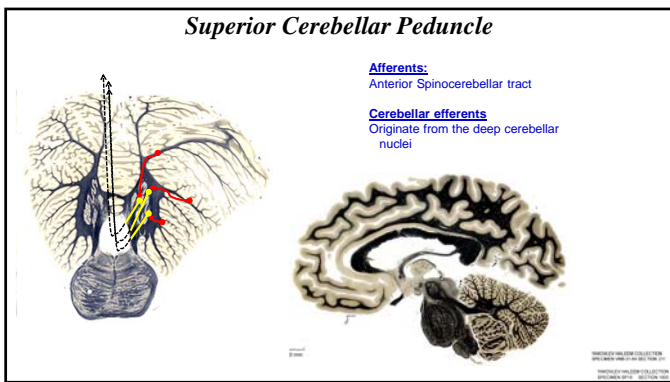 Superior Cerebellar Peduncle
Afferents:
Anterior Spinocerebellar tract
Cerebellar efferents
Originate from the deep cerebellar
nuclei
YAKOVLEV-HALEEM COLLECTION
YAKOVLEV-HALEEM COLLECTION